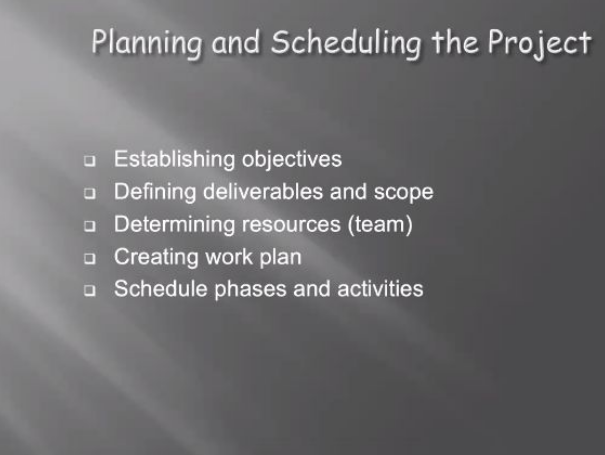 Planning and Scheduling the Project
Establishing objectives
Defining deliverables and scope
Determining resources (team)
Creating work plan
Schedule phases and activities